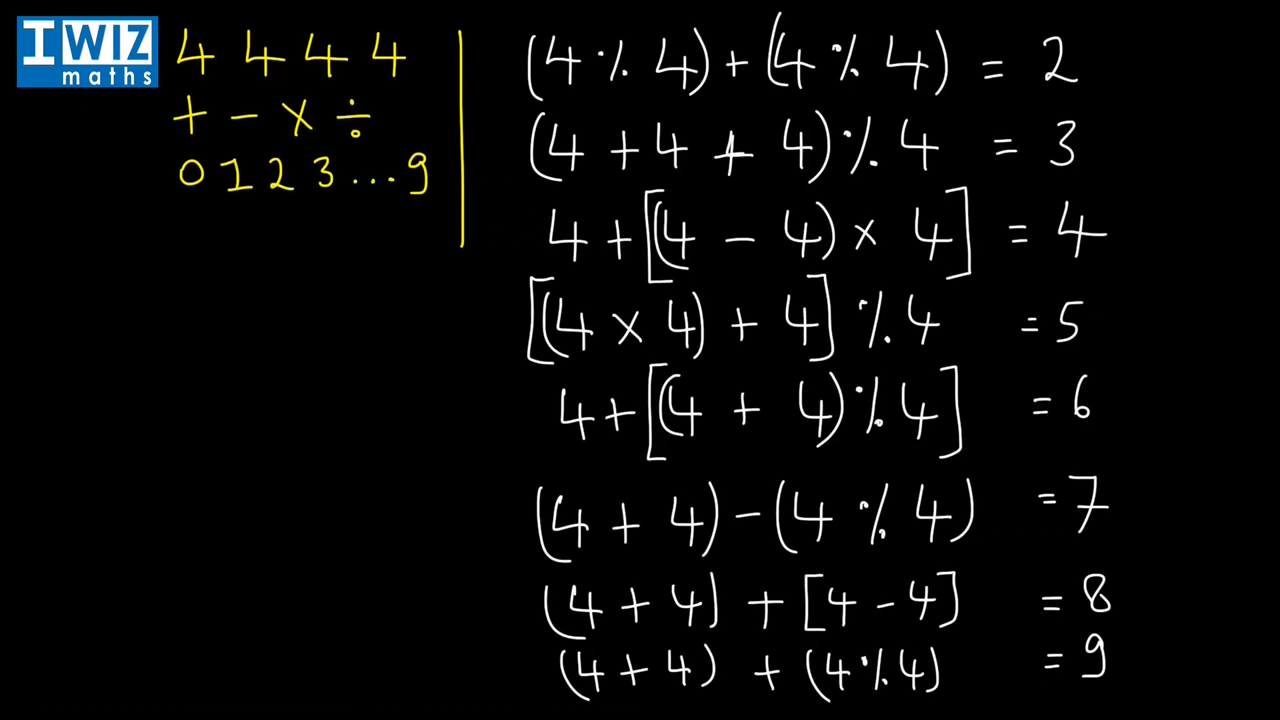 IWIZ
maths
4 4 4 4
+ - × ÷
0 1 2 3 ... 9
(4 ·/. 4) + (4 ·/. 4) = 2
(4 + 4 + 4) ·/. 4 = 3
4 + [(4 - 4) × 4] = 4
[(4 × 4) + 4] ·/. 4 = 5
4 + [(4 + 4) ·/. 4] = 6
(4 + 4) - (4 ·/. 4) = 7
(4 + 4) + [4 - 4] = 8
(4 + 4) + (4 ·/. 4) = 9